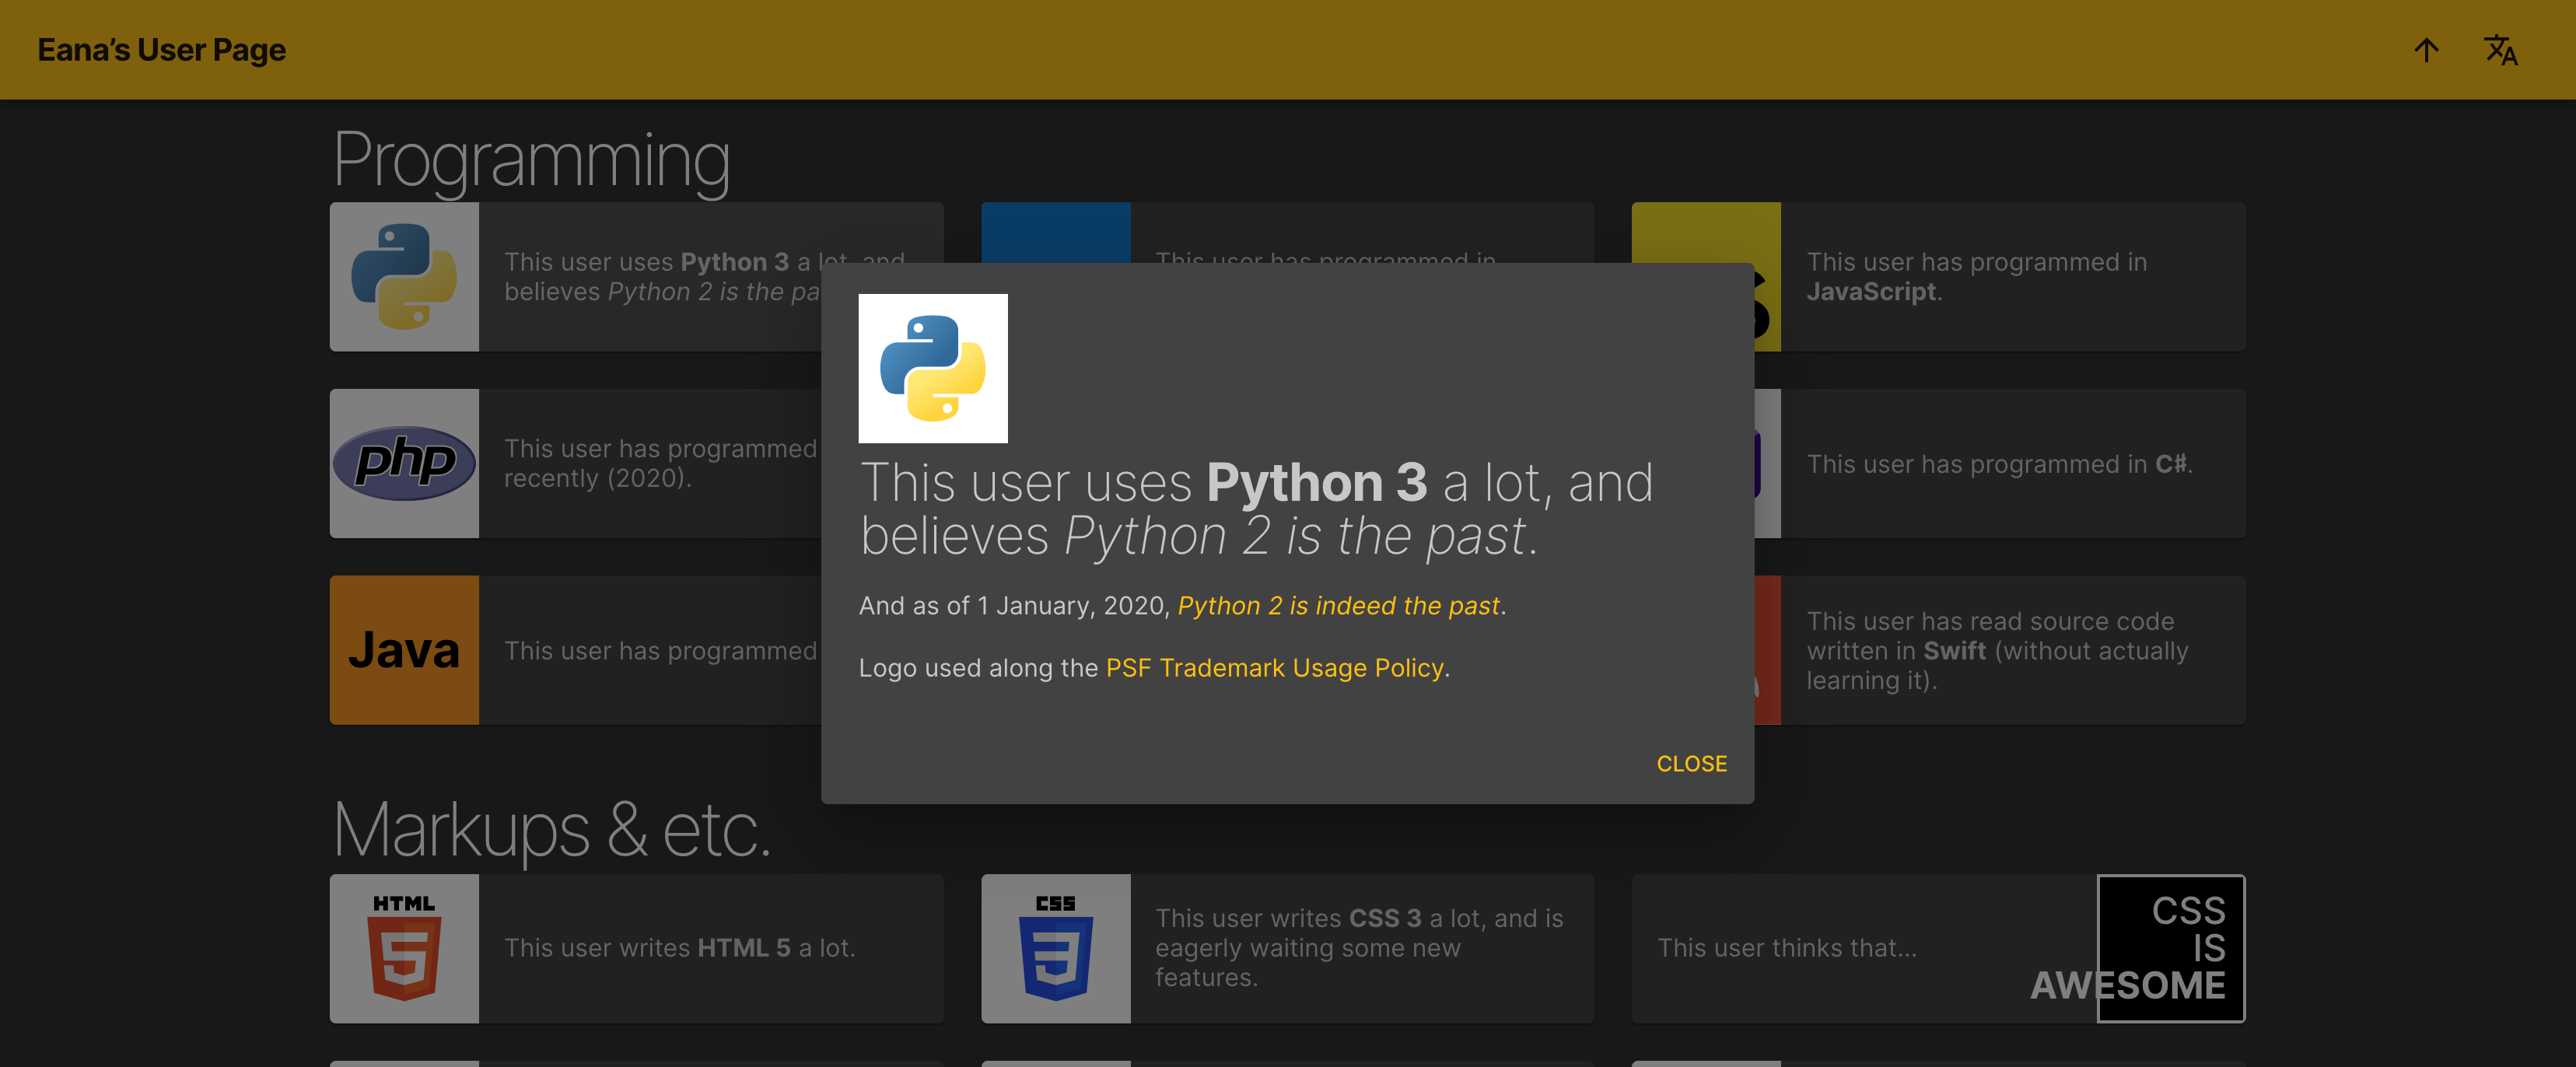 Eana’s User Page
Programming
This user uses Python 3 a lot, and
believes Python 2 is the pa
This user has programmed in
This user has programmed in
JavaScript.
php
This user has programmed
recently (2020).
This user has programmed in C#.
Java
This user has programmed
This user has read source code
written in Swift (without actually
learning it).
This user uses Python 3 a lot, and
believes Python 2 is the past.
And as of 1 January, 2020, Python 2 is indeed the past.
Logo used along the PSF Trademark Usage Policy.
CLOSE
Markups & etc.
HTML
5
This user writes HTML 5 a lot.
CSS
3
This user writes CSS 3 a lot, and is
eagerly waiting some new
features.
This user thinks that...
CSS
IS
AWESOME